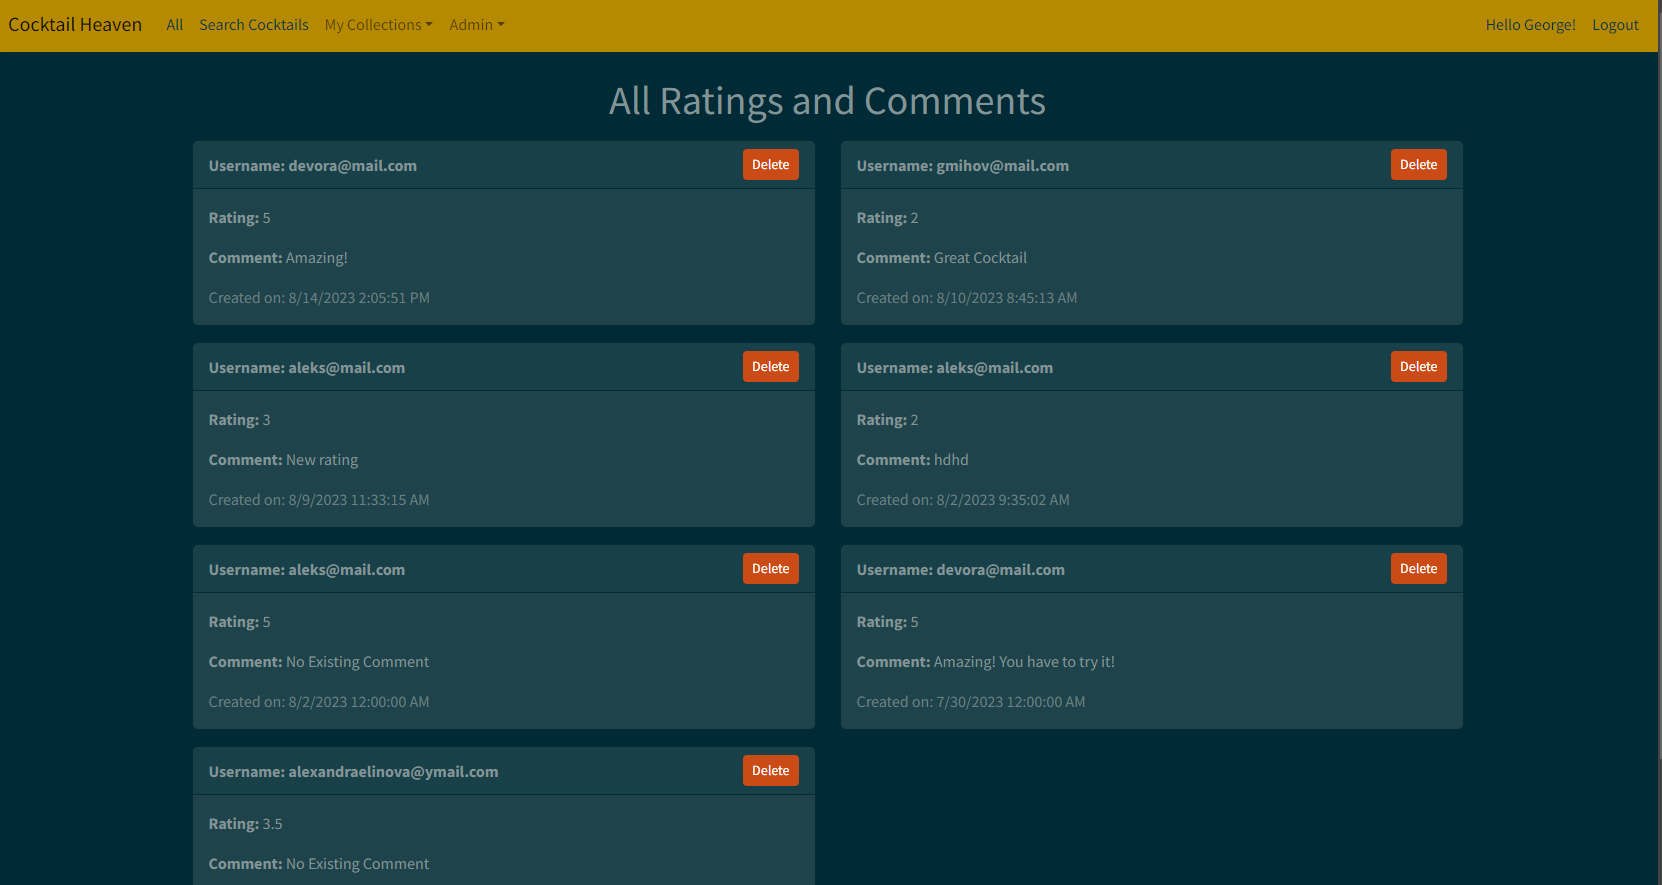 Cocktail Heaven All Search Cocktails My Collections Admin Hello George! Logout
All Ratings and Comments
Username: devora@mail.com Delete
Rating: 5
Comment: Amazing!
Created on: 8/14/2023 2:05:51 PM
Username: gmihov@mail.com Delete
Rating: 2
Comment: Great Cocktail
Created on: 8/10/2023 8:45:13 AM
Username: aleks@mail.com Delete
Rating: 3
Comment: New rating
Created on: 8/9/2023 11:33:15 AM
Username: aleks@mail.com Delete
Rating: 2
Comment: hdhd
Created on: 8/2/2023 9:35:02 AM
Username: aleks@mail.com Delete
Rating: 5
Comment: No Existing Comment
Created on: 8/2/2023 12:00:00 AM
Username: devora@mail.com Delete
Rating: 5
Comment: Amazing! You have to try it!
Created on: 7/30/2023 12:00:00 AM
Username: alexandraelinova@ymail.com Delete
Rating: 3.5
Comment: No Existing Comment